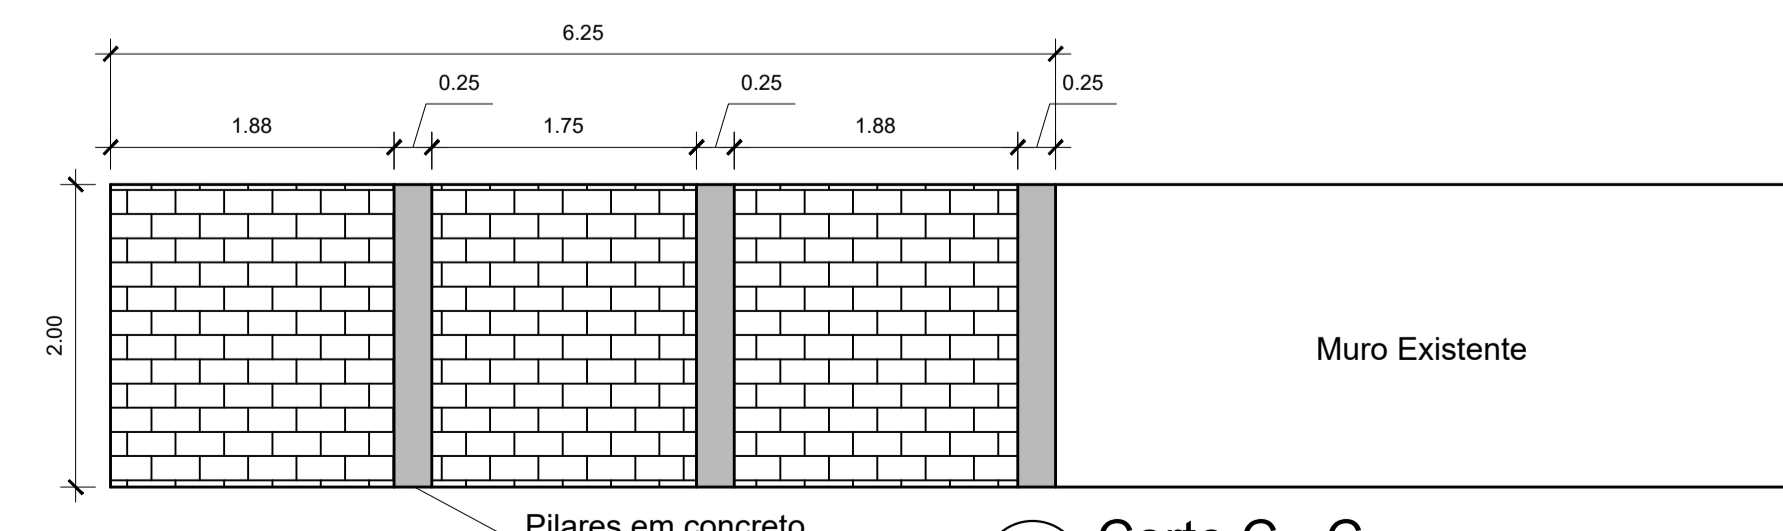 6.25
0.25 0.25 0.25
1.88 1.75 1.88
2.00
Muro Existente
Pilares em concreto
Corte C - C